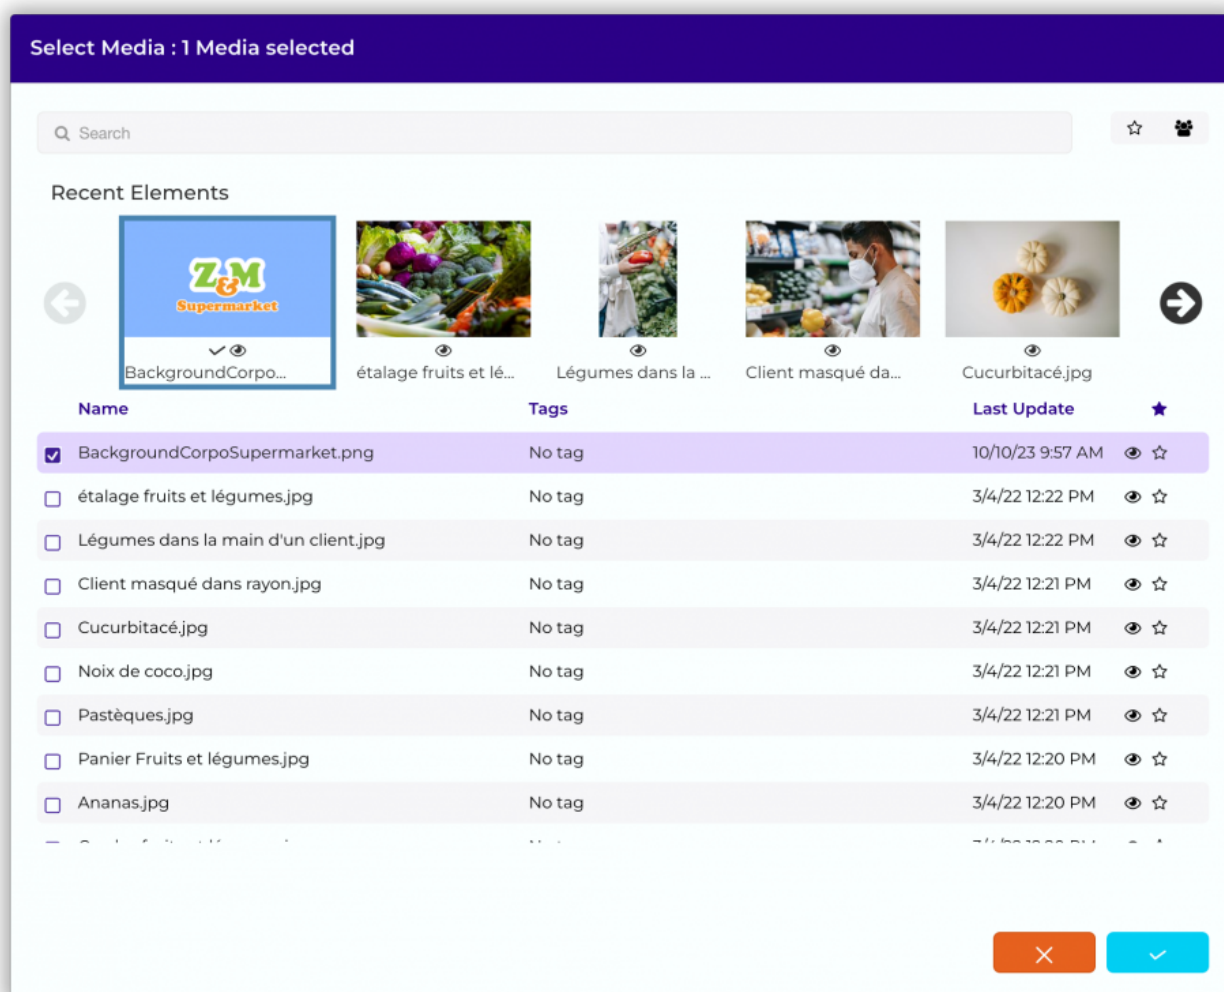 Select Media : 1 Media selected
Search
Recent Elements
Z&M
Supermarket
BackgroundCorpo...
étalage fruits et lé...
Légumes dans la ...
Client masqué da...
Cucurbitacé.jpg
Name Tags Last Update
BackgroundCorpoSupermarket.png No tag 10/10/23 9:57 AM
étalage fruits et légumes.jpg No tag 3/4/22 12:22 PM
Légumes dans la main d'un client.jpg No tag 3/4/22 12:22 PM
Client masqué dans rayon.jpg No tag 3/4/22 12:21 PM
Cucurbitacé.jpg No tag 3/4/22 12:21 PM
Noix de coco.jpg No tag 3/4/22 12:21 PM
Pastèques.jpg No tag 3/4/22 12:21 PM
Panier Fruits et légumes.jpg No tag 3/4/22 12:20 PM
Ananas.jpg No tag 3/4/22 12:20 PM